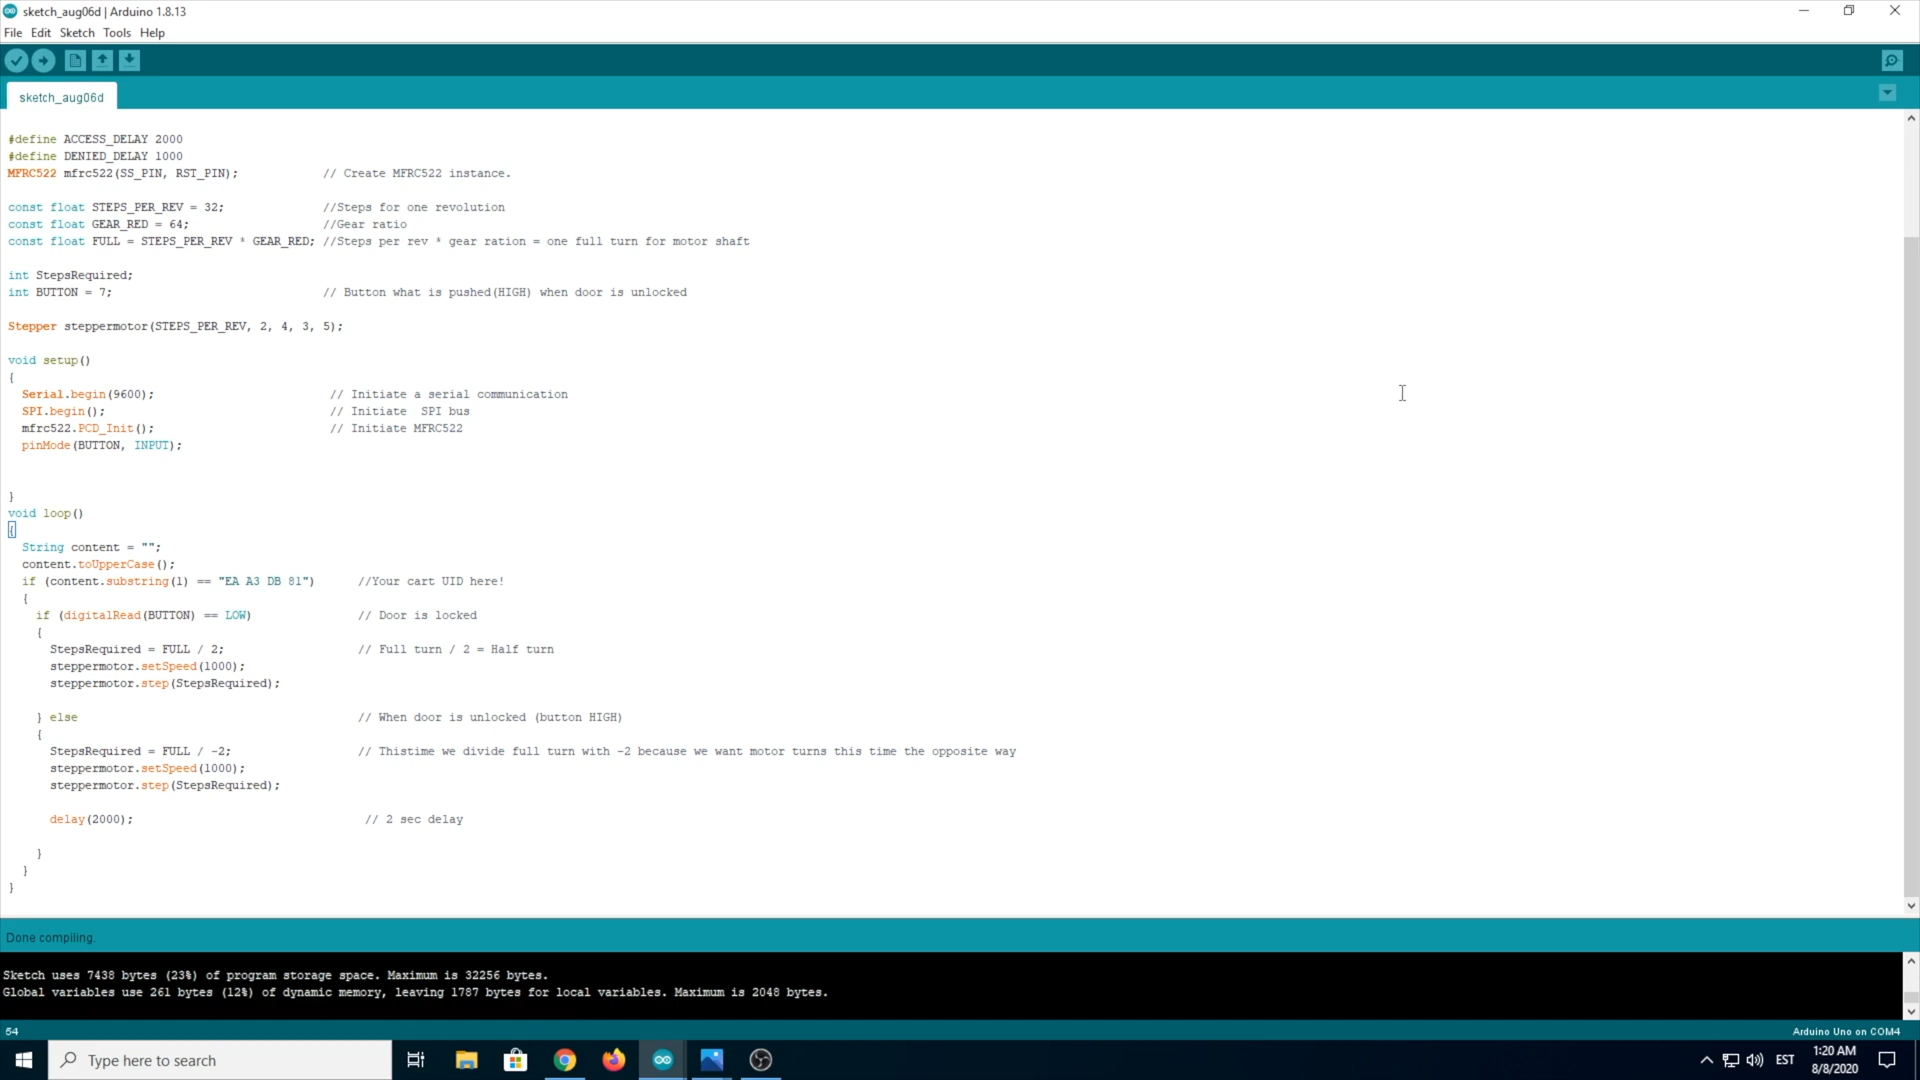 sketch_aug06d | Arduino 1.8.13
File Edit Sketch Tools Help
sketch_aug06d
#define ACCESS_DELAY 2000
#define DENIED_DELAY 1000
MFRC522 mfrc522(SS_PIN, RST_PIN); // Create MFRC522 instance.
const float STEPS_PER_REV = 32; //Steps for one revolution
const float GEAR_RED = 64; //Gear ratio
const float FULL = STEPS_PER_REV * GEAR_RED; //Steps per rev * gear ration = one full turn for motor shaft
int StepsRequired;
int BUTTON = 7; // Button what is pushed(HIGH) when door is unlocked
Stepper steppermotor(STEPS_PER_REV, 2, 4, 3, 5);
void setup()
{
Serial.begin(9600); // Initiate a serial communication
SPI.begin(); // Initiate  SPI bus
mfrc522.PCD_Init(); // Initiate MFRC522
pinMode(BUTTON, INPUT);
}
void loop()
{
String content = "";
content.toUpperCase();
if (content.substring(1) == "EA A3 DB 81") //Your cart UID here!
{
if (digitalRead(BUTTON) == LOW) // Door is locked
{
StepsRequired = FULL / 2; // Full turn / 2 = Half turn
steppermotor.setSpeed(1000);
steppermotor.step(StepsRequired);
} else // When door is unlocked (button HIGH)
{
StepsRequired = FULL / -2; // Thistime we divide full turn with -2 because we want motor turns this time the opposite way
steppermotor.setSpeed(1000);
steppermotor.step(StepsRequired);
delay(2000); // 2 sec delay
}
}
}
Done compiling.
Sketch uses 7438 bytes (23%) of program storage space. Maximum is 32256 bytes.
Global variables use 261 bytes (12%) of dynamic memory, leaving 1787 bytes for local variables. Maximum is 2048 bytes.
54 Arduino Uno on COM4
Type here to search EST 1:20 AM
8/8/2020